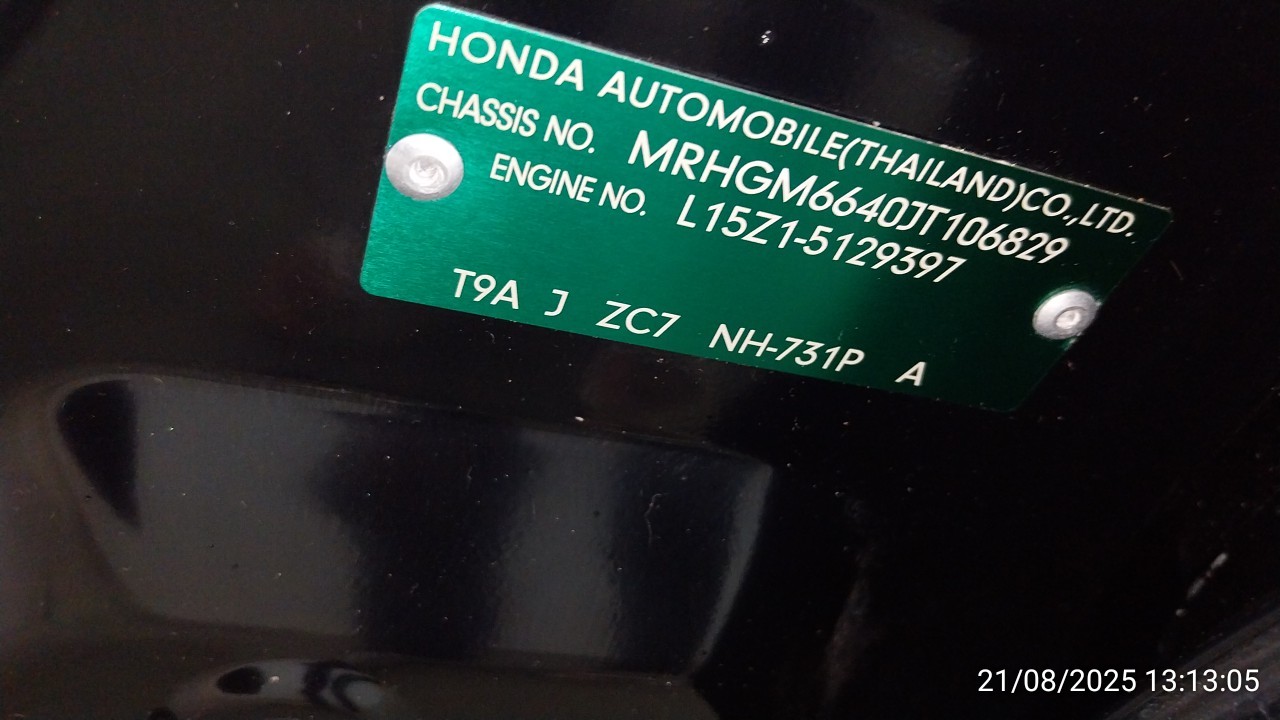 HONDA AUTOMOBILE(THAILAND)CO.,LTD.
CHASSIS NO. MRHGM6640JT106829
ENGINE NO. L15Z1-5129397
T9A J ZC7 NH-731P A
21/08/2025 13:13:05